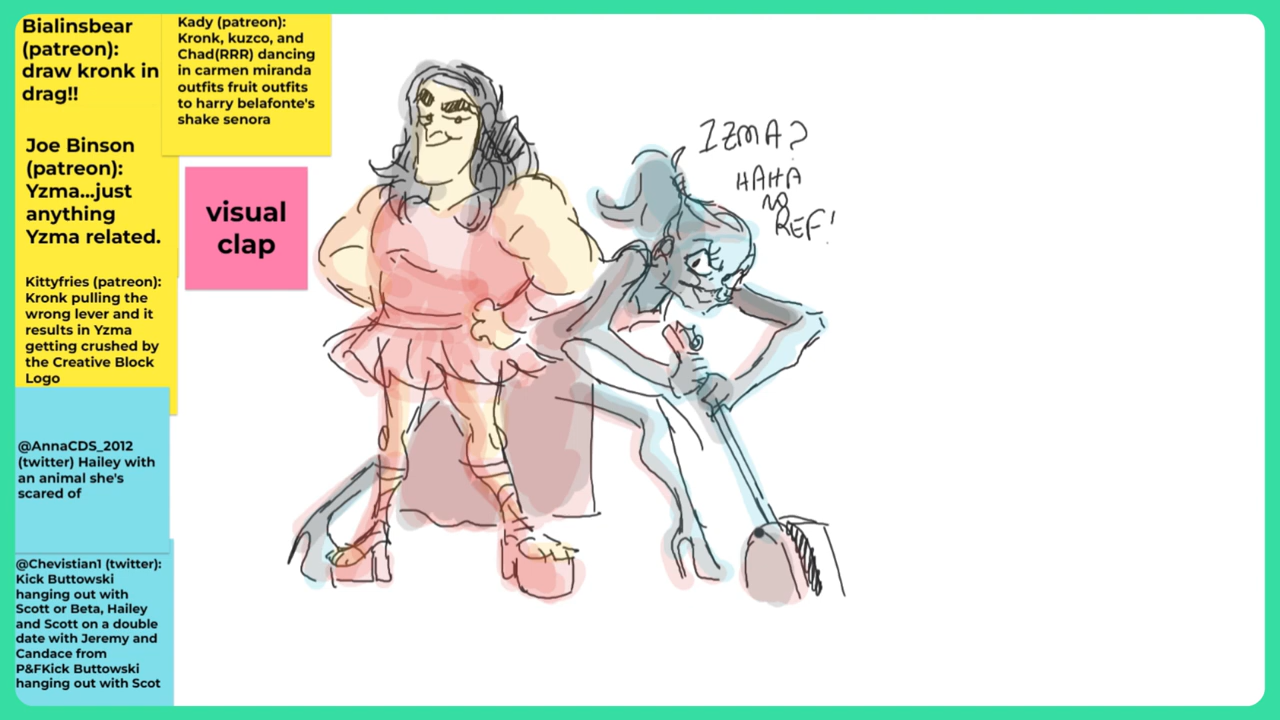 Bialinsbear
(patreon):
draw kronk in
drag!!
Joe Binson
(patreon):
Yzma...just
anything
Yzma related.
Kittyfries (patreon):
Kronk pulling the
wrong lever and it
results in Yzma
getting crushed by
the Creative Block
Logo
@AnnaCDS_2012
(twitter) Hailey with
an animal she's
scared of
@Chevistian1 (twitter):
Kick Buttowski
hanging out with
Scott or Beta, Hailey
and Scott on a double
date with Jeremy and
Candace from
P&FKick Buttowski
hanging out with Scot
Kady (patreon):
Kronk, kuzco, and
Chad(RRR) dancing
in carmen miranda
outfits fruit outfits
to harry belafonte's
shake senora
visual
clap
IZMA?
HAHA
NO
REF!